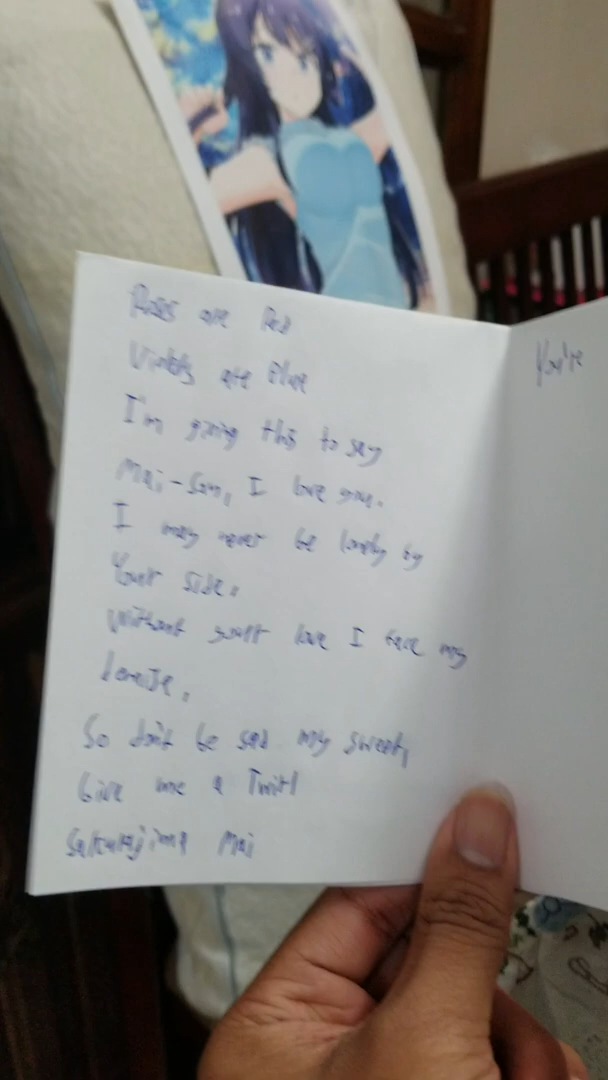 Roses are Red
Violets are Blue
I'm giving this to say
Mai-San, I love you.
I may never be lonely by
Your side,
Without your love I face my
demise,
So don't be sad my sweet,
Give me a Twirl
Sakurajima Mai
You're